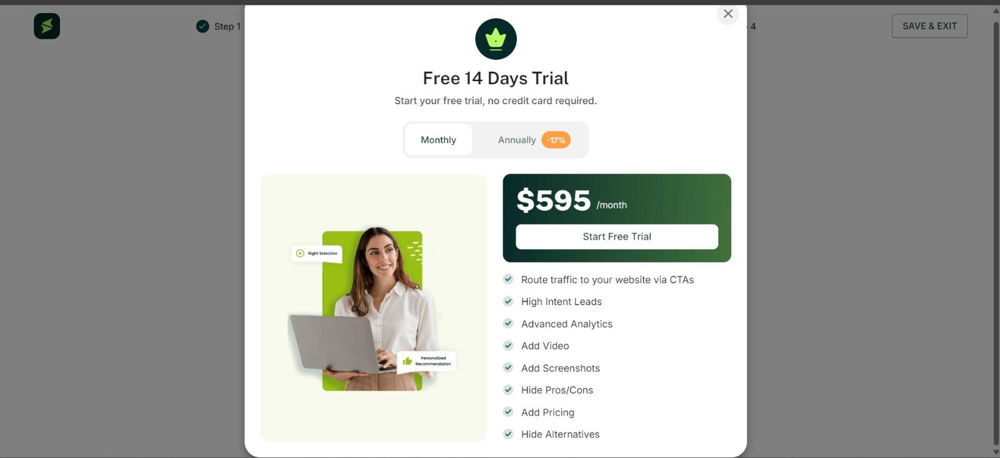 Step 1
4
SAVE & EXIT
Free 14 Days Trial
Start your free trial, no credit card required.
Monthly
Annually -17%
Right Selection
Personalized
Recommendation
$595 /month
Start Free Trial
Route traffic to your website via CTAs
High Intent Leads
Advanced Analytics
Add Video
Add Screenshots
Hide Pros/Cons
Add Pricing
Hide Alternatives